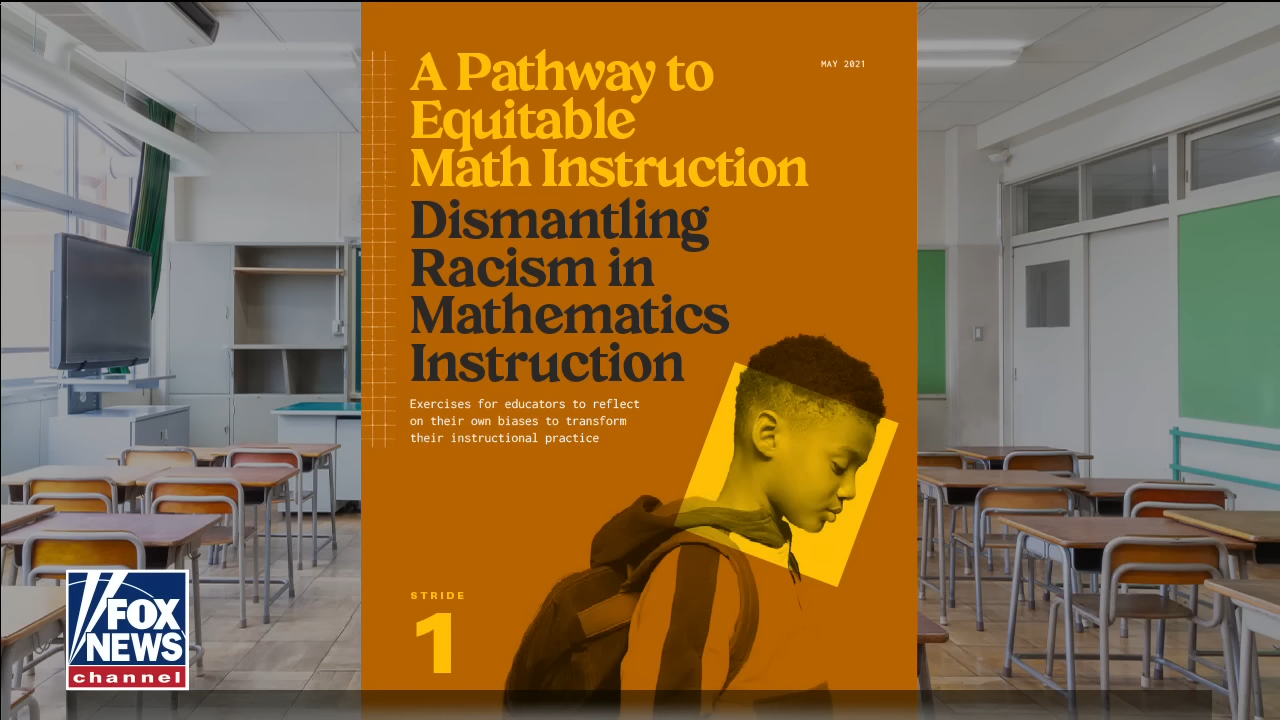 A Pathway to
Equitable
Math Instruction
MAY 2021
Dismantling
Racism in
Mathematics
Instruction
Exercises for educators to reflect
on their own biases to transform
their instructional practice
STRIDE
1
FOX
NEWS
channel